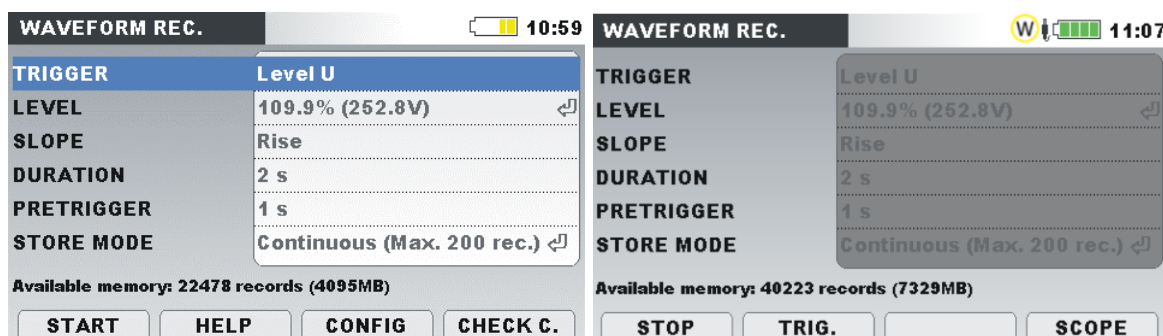 WAVEFORM REC. 10:59
TRIGGER Level U
LEVEL 109.9% (252.8V)
SLOPE Rise
DURATION 2 s
PRETRIGGER 1 s
STORE MODE Continuous (Max. 200 rec.)
Available memory: 22478 records (4095MB)
START HELP CONFIG CHECK C.
WAVEFORM REC. W 11:07
TRIGGER Level U
LEVEL 109.9% (252.8V)
SLOPE Rise
DURATION 2 s
PRETRIGGER 1 s
STORE MODE Continuous (Max. 200 rec.)
Available memory: 40223 records (7329MB)
STOP TRIG. SCOPE